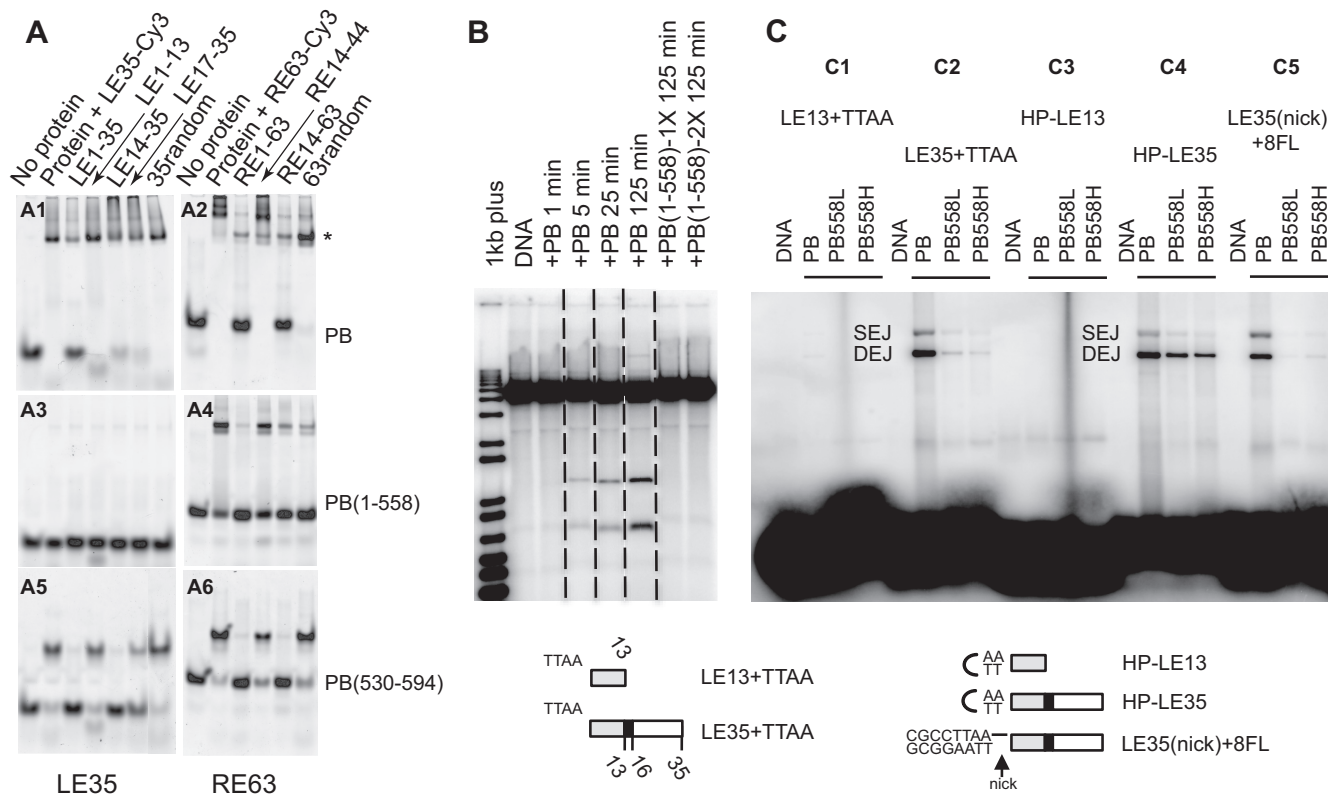 A
No protein
Protein + LE35-Cy3
LE1-35
LE1-13
LE14-35
LE17-35
35random
No protein
Protein + RE63-Cy3
RE1-63
RE14-44
RE14-63
63random
A1
A2
*
PB
A3
A4
PB(1-558)
A5
A6
PB(530-594)
LE35
RE63
B
1kb plus
DNA
+PB 1 min
+PB 5 min
+PB 25 min
+PB 125 min
+PB(1-558)-1X 125 min
+PB(1-558)-2X 125 min
TTAA
13
LE13+TTAA
TTAA
LE35+TTAA
13
16
35
C
C1
C2
C3
C4
C5
LE13+TTAA
LE35+TTAA
HP-LE13
HP-LE35
LE35(nick)
+8FL
DNA
PB
PB558L
PB558H
DNA
PB
PB558L
PB558H
DNA
PB
PB558L
PB558H
DNA
PB
PB558L
PB558H
DNA
PB
PB558L
PB558H
SEJ
DEJ
SEJ
DEJ
AA
TT
HP-LE13
AA
TT
HP-LE35
CGCCTTAA
GCGGAATT
LE35(nick)+8FL
nick